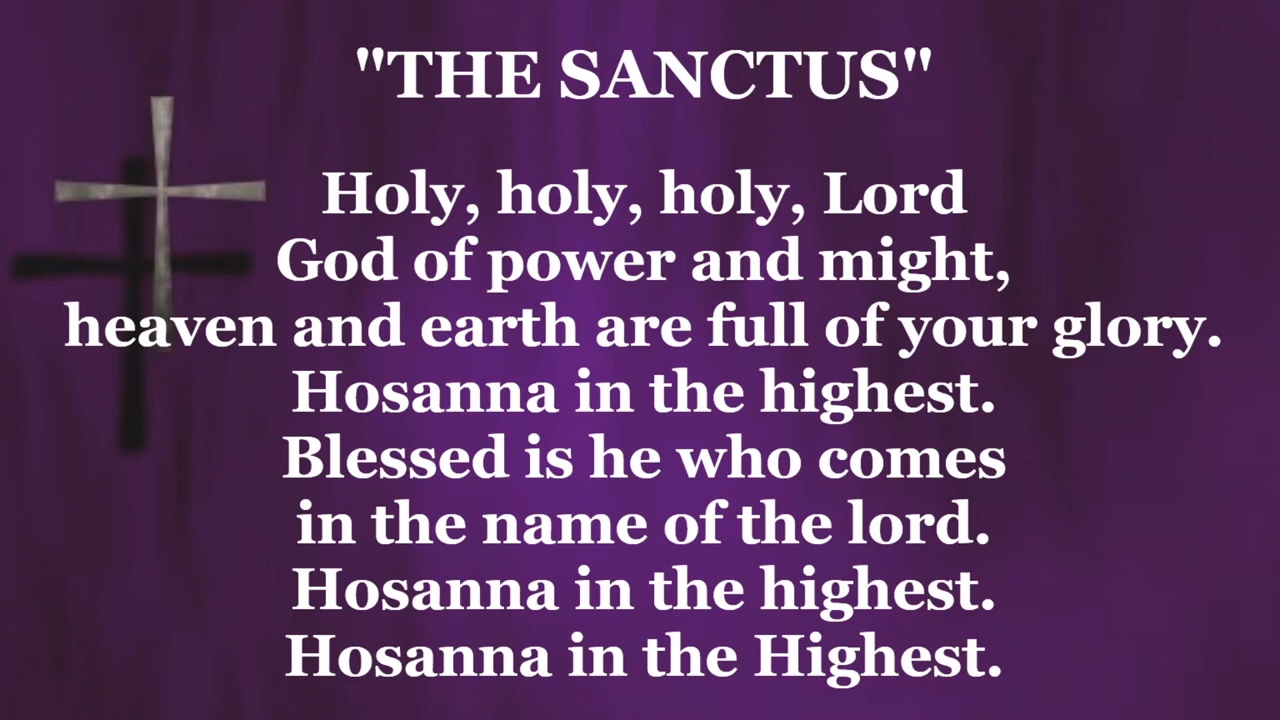 "THE SANCTUS"
Holy, holy, holy, Lord
God of power and might,
heaven and earth are full of your glory.
Hosanna in the highest.
Blessed is he who comes
in the name of the lord.
Hosanna in the highest.
Hosanna in the Highest.